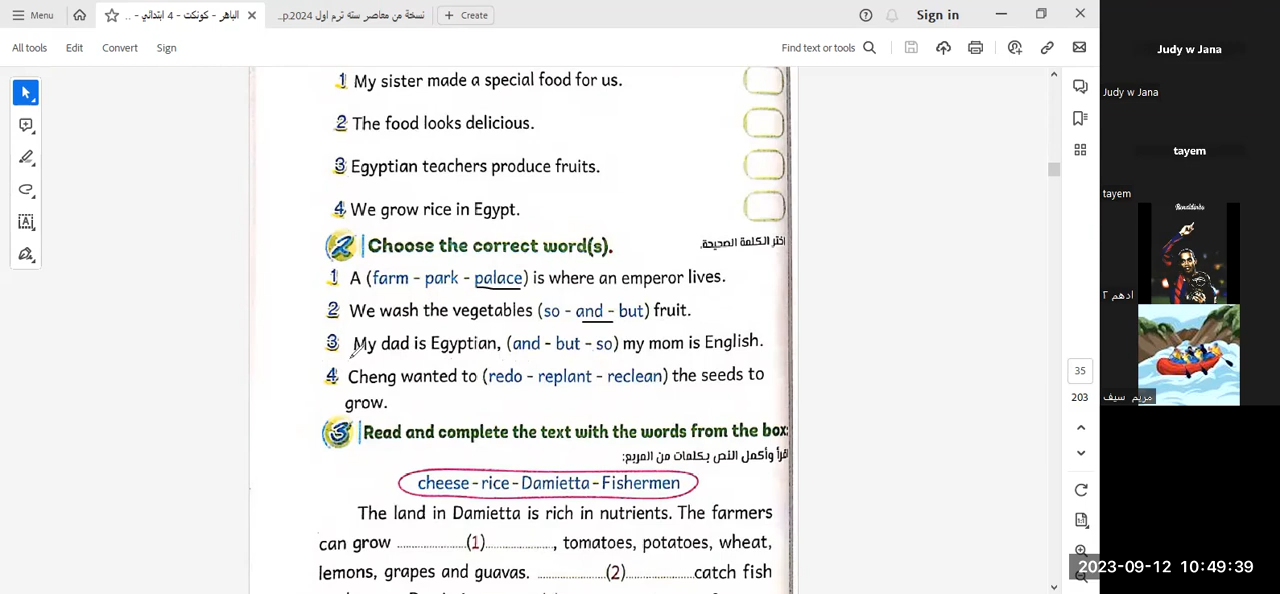 Menu
الباهر - كونكت - 4 ابتدائي - ..
نسخة من معاصر سته ترم اول 2024.p...
Create
Sign in
All tools Edit Convert Sign
Find text or tools
1 My sister made a special food for us.
2 The food looks delicious.
3 Egyptian teachers produce fruits.
4 We grow rice in Egypt.
2 Choose the correct word(s).
اختر الكلمة الصحيحة.
1 A (farm - park - palace) is where an emperor lives.
2 We wash the vegetables (so - and - but) fruit.
3 My dad is Egyptian, (and - but - so) my mom is English.
4 Cheng wanted to (redo - replant - reclean) the seeds to
grow.
3 Read and complete the text with the words from the box:
اقرأ وأكمل النص بكلمات من المربع:
cheese - rice - Damietta - Fishermen
The land in Damietta is rich in nutrients. The farmers
can grow ................(1)................, tomatoes, potatoes, wheat,
lemons, grapes and guavas. ................(2)................catch fish
35
203
Judy w Jana
Judy w Jana
tayem
tayem
Ronaldinho
ادهم ٢
مريم سيف
2023-09-12 10:49:39